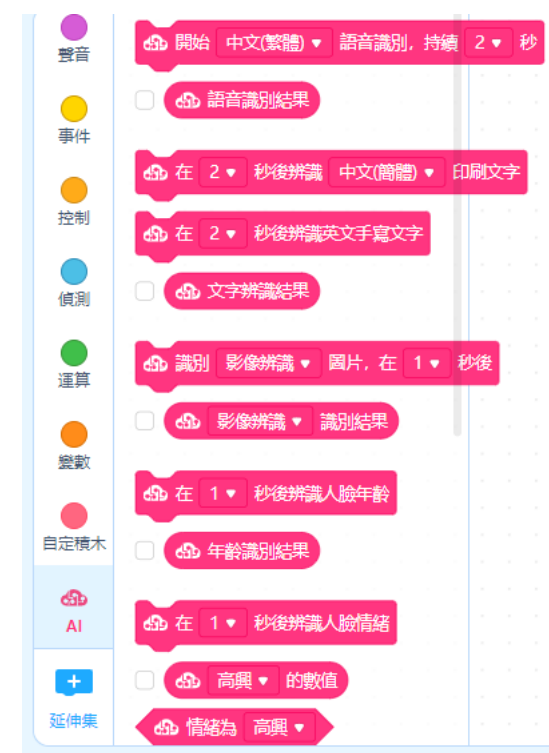 聲音
事件
控制
偵測
運算
變數
自定積木
AI
延伸集
開始 中文(繁體) 語音識別, 持續 2 秒
語音識別結果
在 2 秒後辨識 中文(簡體) 印刷文字
在 2 秒後辨識英文手寫文字
文字辨識結果
識別 影像辨識 圖片, 在 1 秒後
影像辨識 識別結果
在 1 秒後辨識人臉年齡
年齡識別結果
在 1 秒後辨識人臉情緒
高興 的數值
情緒為 高興